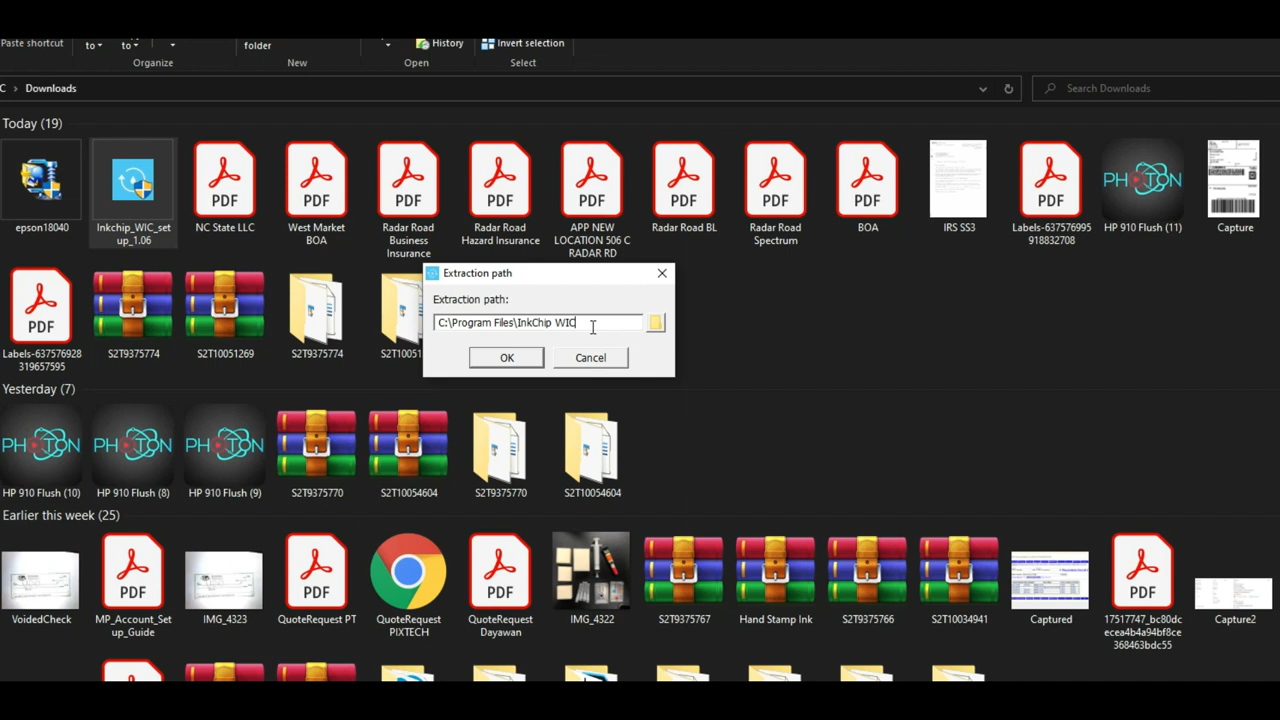 Paste shortcut
to
to
folder
History
Invert selection
Organize
New
Open
Select
C > Downloads
Search Downloads
Today (19)
epson18040
Inkchip_WIC_set
up_1.06
PDF
NC State LLC
PDF
West Market
BOA
PDF
Radar Road
Business
Insurance
PDF
Radar Road
Hazard Insurance
PDF
APP NEW
LOCATION 506 C
RADAR RD
PDF
Radar Road BL
PDF
Radar Road
Spectrum
PDF
BOA
IRS SS3
PDF
Labels-637576995
918832708
PHOTON
HP 910 Flush (11)
Capture
PDF
Labels-637576928
319657595
S2T9375774
S2T10051269
S2T9375774
S2T10051
Extraction path
Extraction path:
C:\Program Files\InkChip WIC
OK
Cancel
Yesterday (7)
PHOTON
HP 910 Flush (10)
PHOTON
HP 910 Flush (8)
PHOTON
HP 910 Flush (9)
S2T9375770
S2T10054604
S2T9375770
S2T10054604
Earlier this week (25)
VoidedCheck
PDF
MP_Account_Set
up_Guide
IMG_4323
PDF
QuoteRequest PT
QuoteRequest
PIXTECH
PDF
QuoteRequest
Dayawan
IMG_4322
S2T9375767
Hand Stamp Ink
S2T9375766
S2T10034941
Captured
PDF
17517747_bc80dc
ecea4b4a94bf8ce
368463bdc55
Capture2